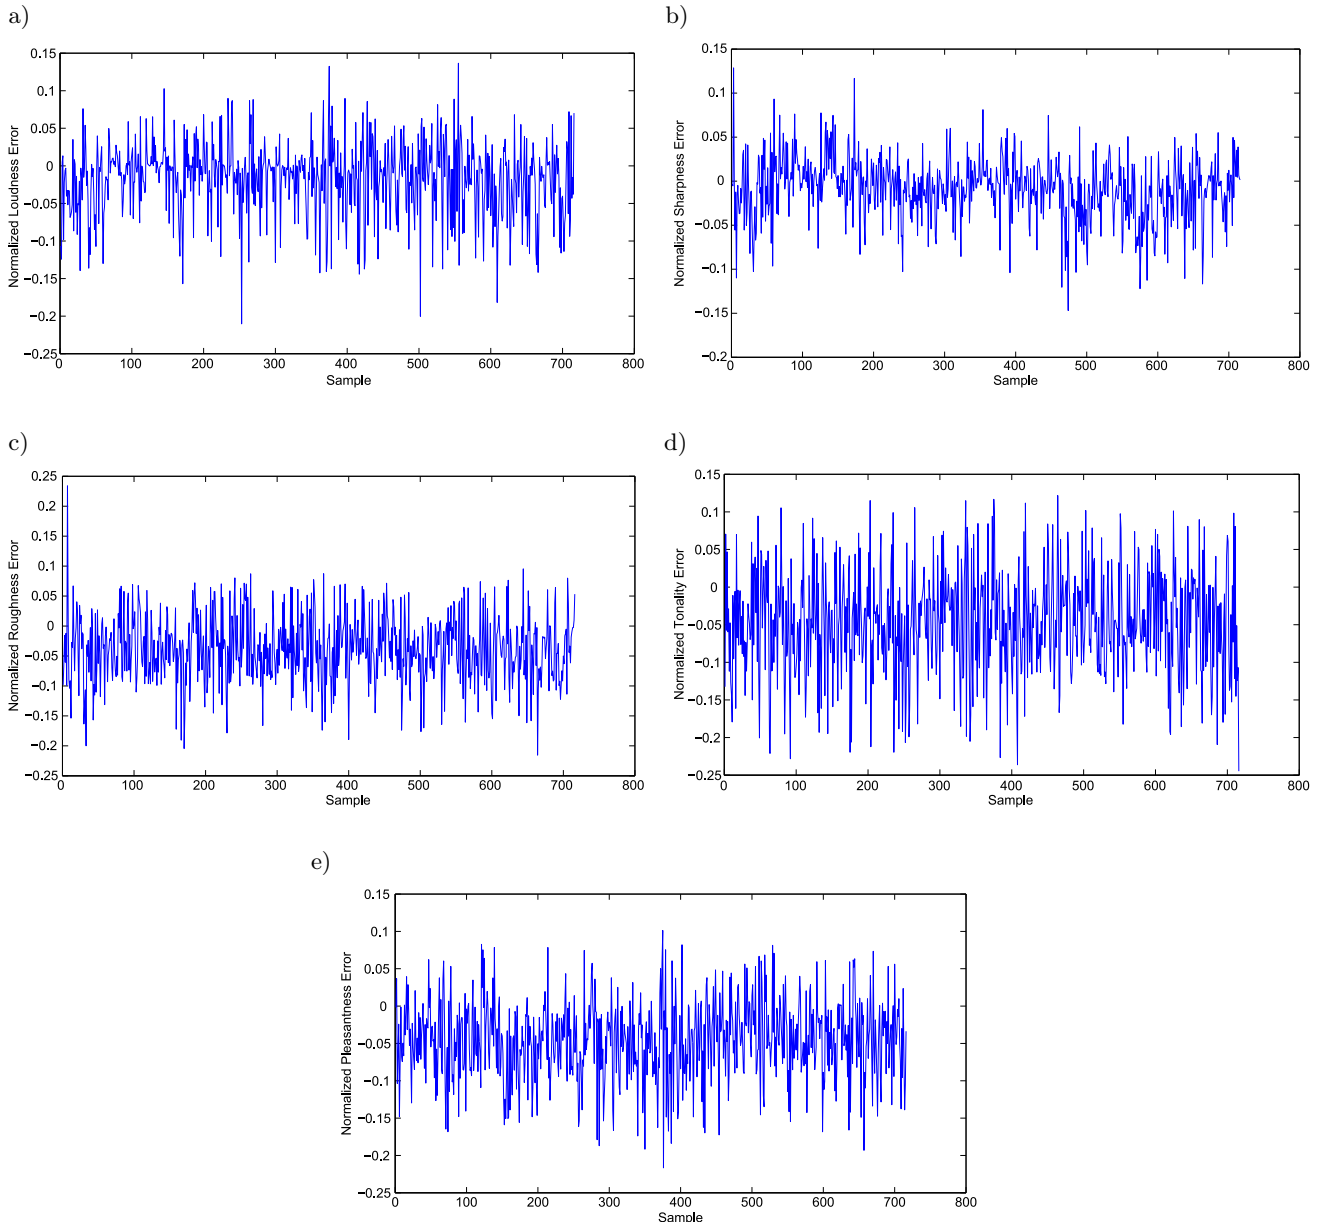 a)
0.15
0.1
0.05
0
−0.05
−0.1
−0.15
−0.2
−0.25
Normalized Loudness Error
0 100 200 300 400 500 600 700 800
Sample
b)
0.15
0.1
0.05
0
−0.05
−0.1
−0.15
−0.2
Normalized Sharpness Error
0 100 200 300 400 500 600 700 800
Sample
c)
0.25
0.2
0.15
0.1
0.05
0
−0.05
−0.1
−0.15
−0.2
−0.25
Normalized Roughness Error
0 100 200 300 400 500 600 700 800
Sample
d)
0.15
0.1
0.05
0
−0.05
−0.1
−0.15
−0.2
−0.25
Normalized Tonality Error
0 100 200 300 400 500 600 700 800
Sample
e)
0.15
0.1
0.05
0
−0.05
−0.1
−0.15
−0.2
−0.25
Normalized Pleasantness Error
0 100 200 300 400 500 600 700 800
Sample